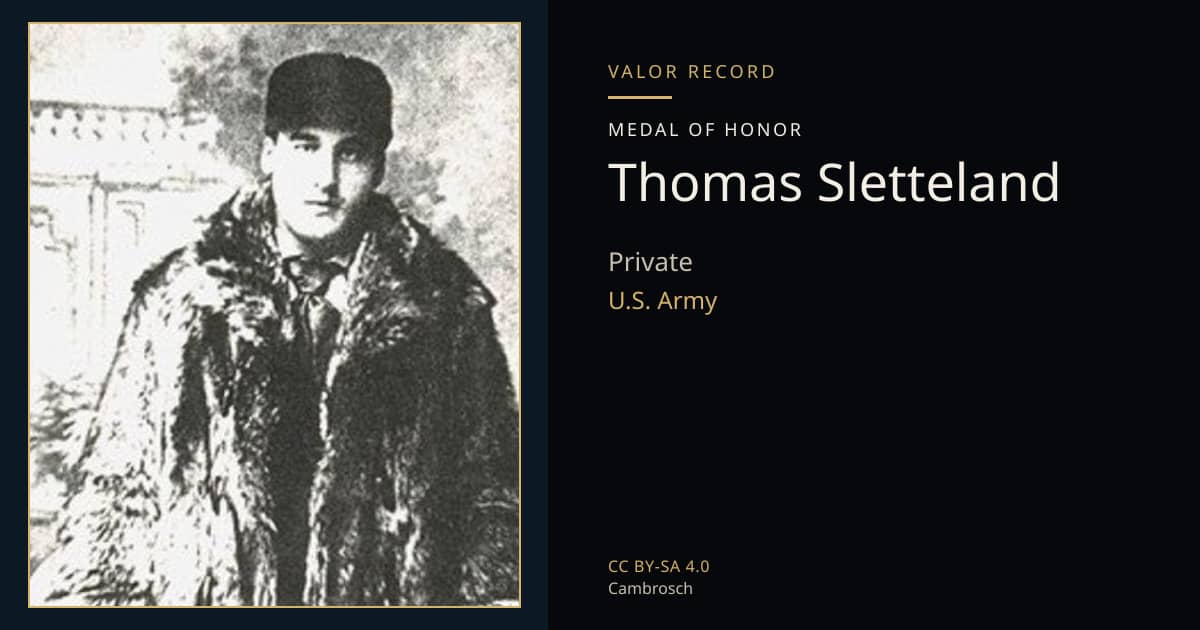 VALOR RECORD
MEDAL OF HONOR
Thomas Sletteland
Private
U.S. Army
CC BY-SA 4.0
Cambrosch